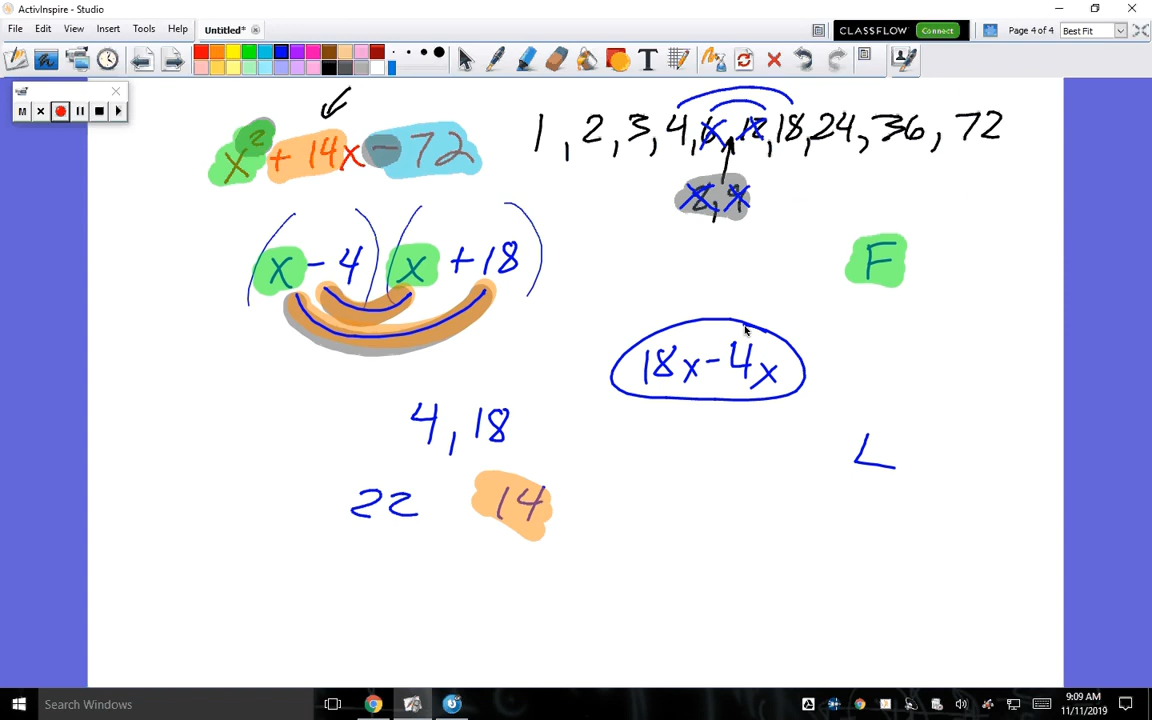 ActivInspire - Studio
File Edit View Insert Tools Help Untitled* CLASSFLOW Connect Page 4 of 4 Best Fit
M
x² + 14x - 72
1, 2, 3, 4, 6, 12, 18, 24, 36, 72
8, 9
(x - 4)(x + 18)
F
18x - 4x
4, 18
L
22 14
Search Windows
9:09 AM
11/11/2019